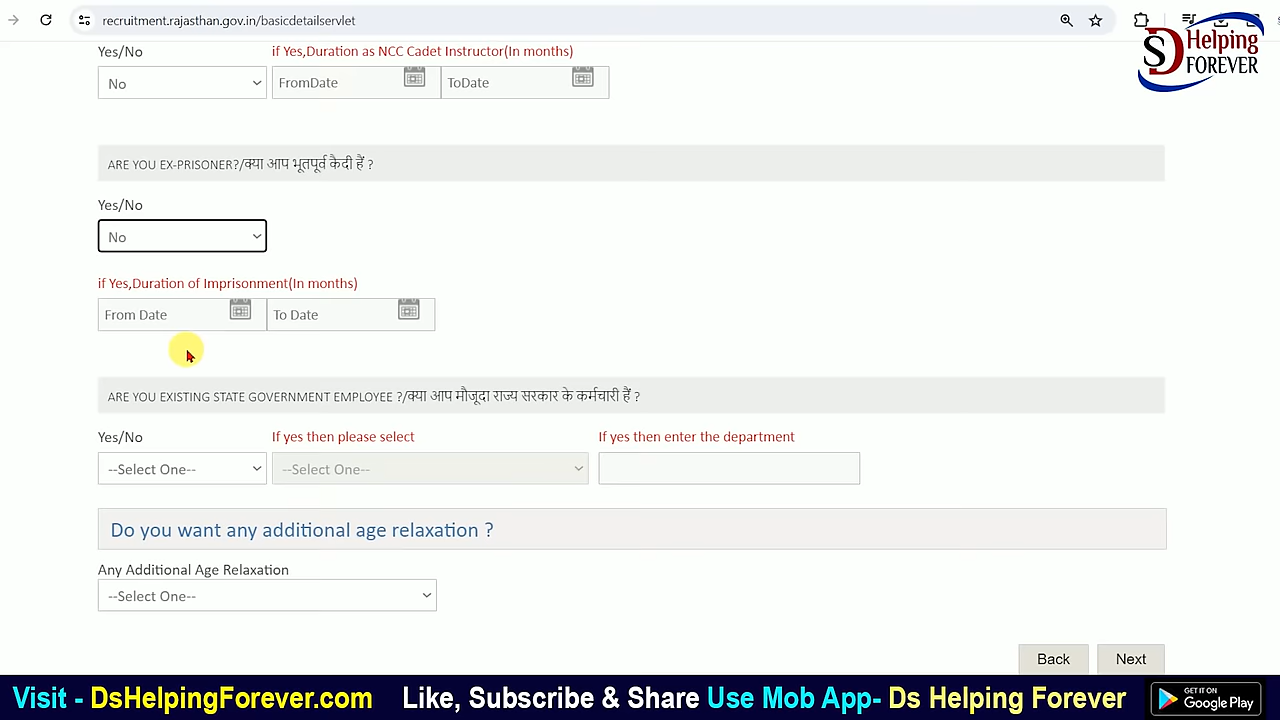 recruitment.rajasthan.gov.in/basicdetailservlet
SD Helping FOREVER
Yes/No if Yes,Duration as NCC Cadet Instructor(In months)
No FromDate ToDate
ARE YOU EX-PRISONER?/क्या आप भूतपूर्व कैदी हैं ?
Yes/No
No
if Yes,Duration of Imprisonment(In months)
From Date To Date
ARE YOU EXISTING STATE GOVERNMENT EMPLOYEE ?/क्या आप मौजूदा राज्य सरकार के कर्मचारी हैं ?
Yes/No If yes then please select If yes then enter the department
--Select One-- --Select One--
Do you want any additional age relaxation ?
Any Additional Age Relaxation
--Select One--
Back Next
Visit - DsHelpingForever.com Like, Subscribe & Share Use Mob App- Ds Helping Forever GET IT ON Google Play